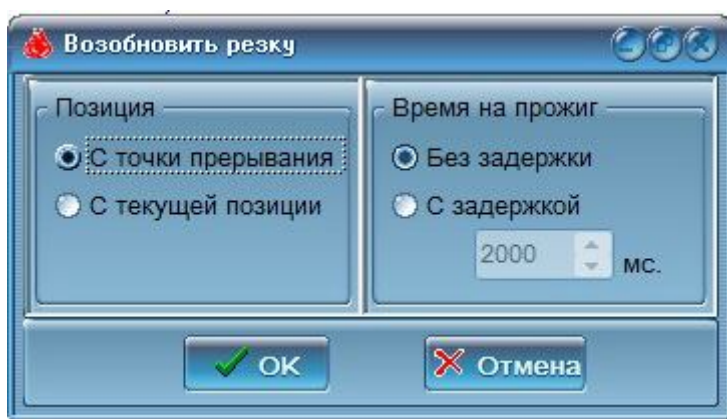 Возобновить резку
Позиция
С точки прерывания
С текущей позиции
Время на прожиг
Без задержки
С задержкой
2000 мс.
OK
Отмена